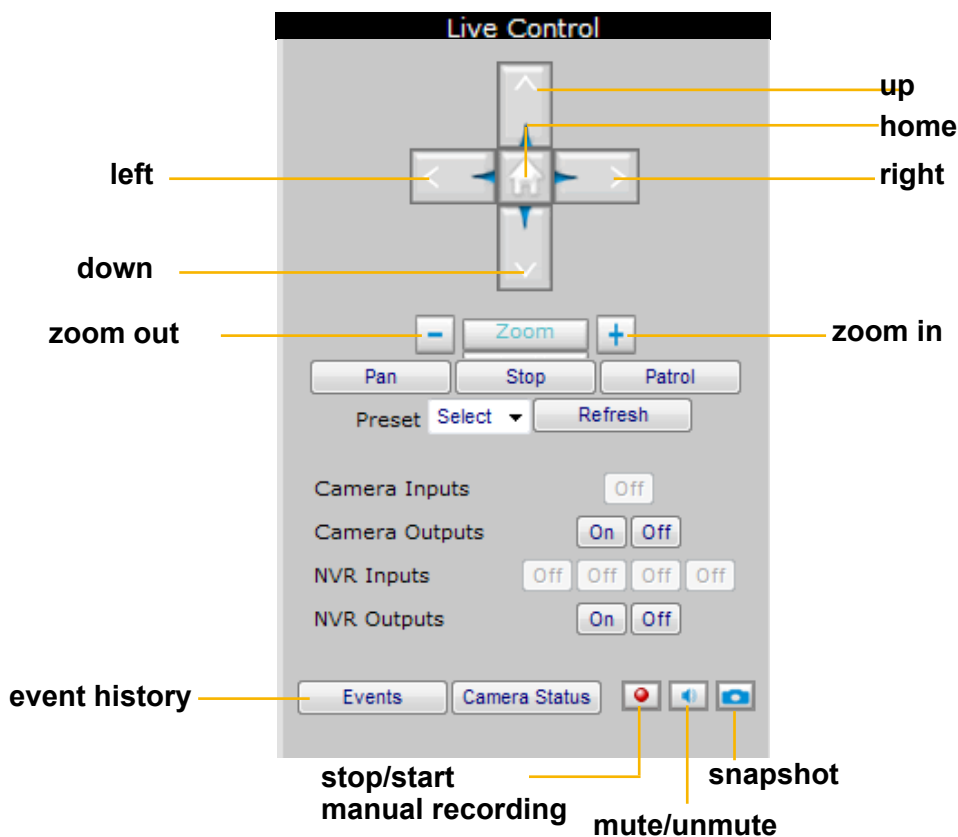 Live Control
up
home
left
right
down
zoom out
Zoom
zoom in
Pan Stop Patrol
Preset Select Refresh
Camera Inputs Off
Camera Outputs On Off
NVR Inputs Off Off Off Off
NVR Outputs On Off
event history
Events Camera Status
stop/start
manual recording
snapshot
mute/unmute